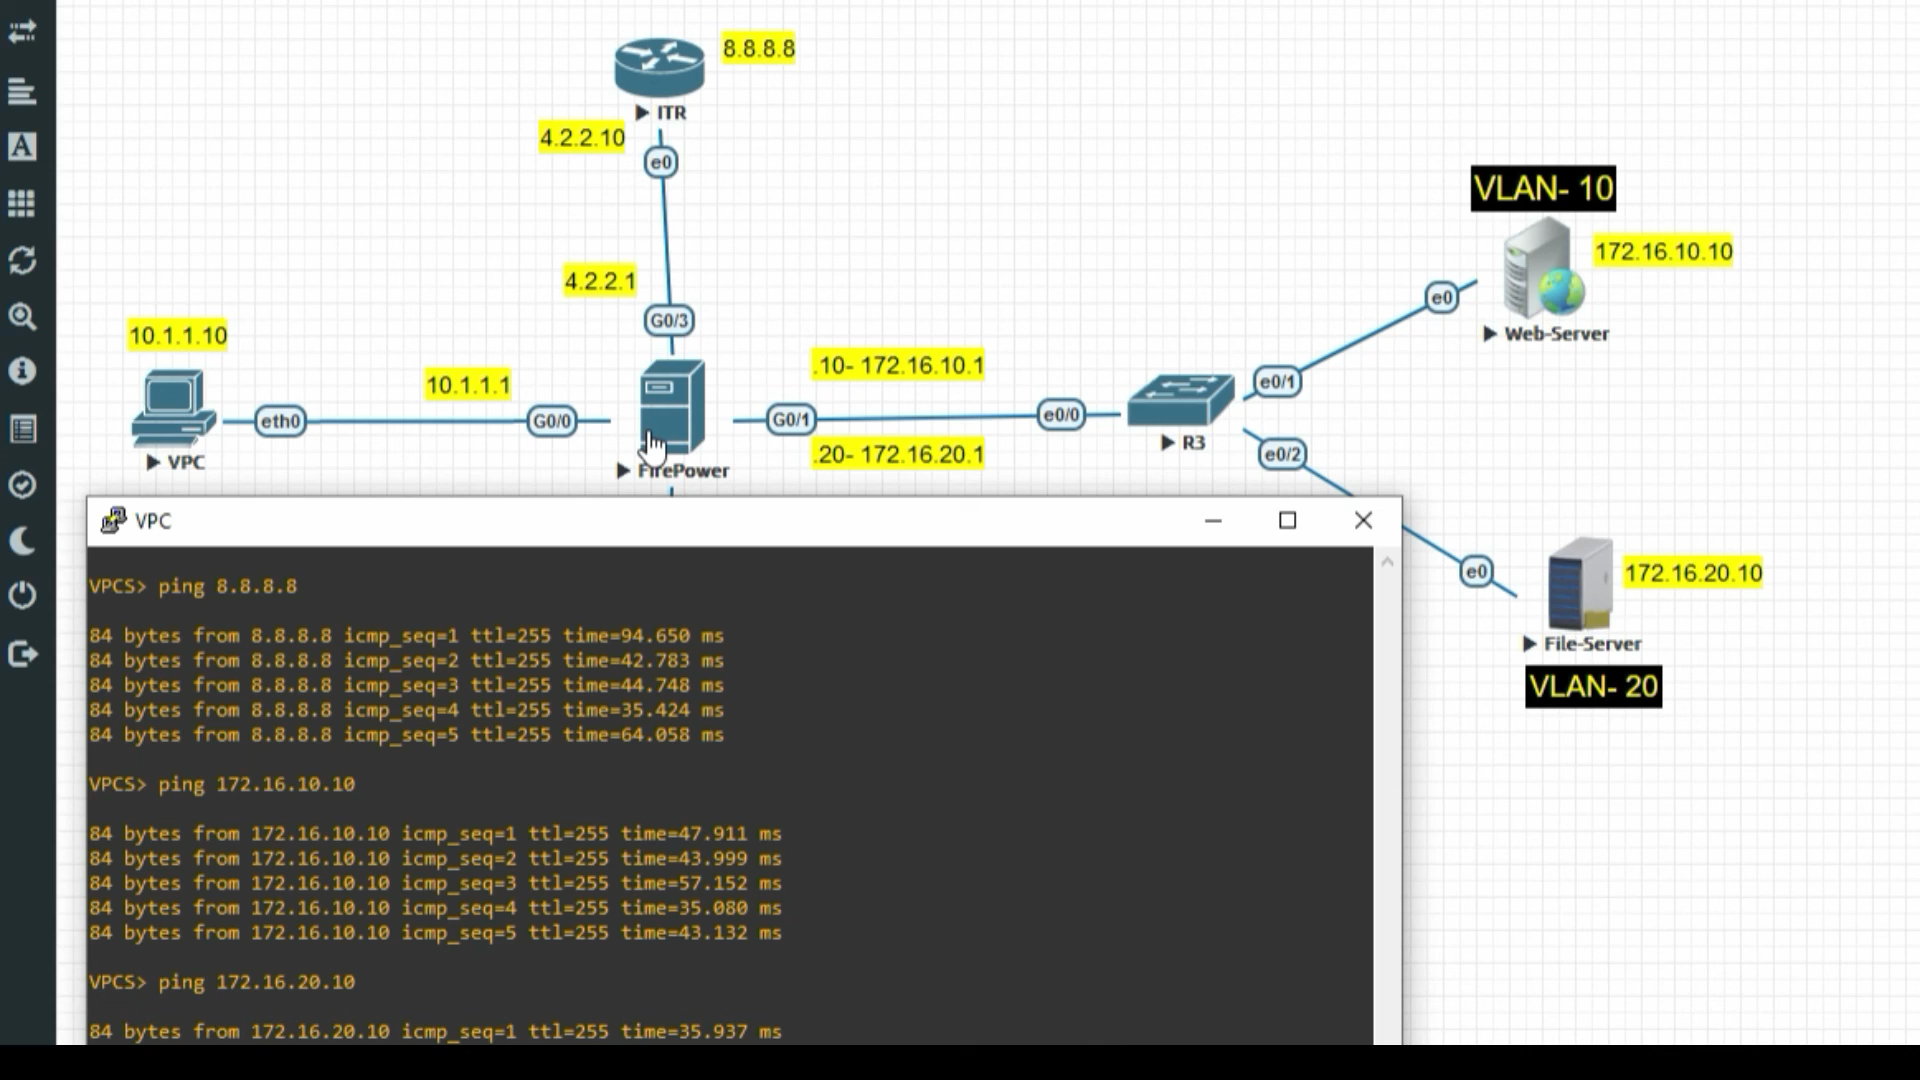 8.8.8.8
ITR
4.2.2.10
e0
VLAN- 10
172.16.10.10
4.2.2.1
e0
G0/3
10.1.1.10
Web-Server
.10- 172.16.10.1
10.1.1.1
e0/1
eth0
G0/0
G0/1
e0/0
R3
.20- 172.16.20.1
e0/2
VPC
FirePower
VPC
e0
172.16.20.10
File-Server
VLAN- 20
VPCS> ping 8.8.8.8
84 bytes from 8.8.8.8 icmp_seq=1 ttl=255 time=94.650 ms
84 bytes from 8.8.8.8 icmp_seq=2 ttl=255 time=42.783 ms
84 bytes from 8.8.8.8 icmp_seq=3 ttl=255 time=44.748 ms
84 bytes from 8.8.8.8 icmp_seq=4 ttl=255 time=35.424 ms
84 bytes from 8.8.8.8 icmp_seq=5 ttl=255 time=64.058 ms
VPCS> ping 172.16.10.10
84 bytes from 172.16.10.10 icmp_seq=1 ttl=255 time=47.911 ms
84 bytes from 172.16.10.10 icmp_seq=2 ttl=255 time=43.999 ms
84 bytes from 172.16.10.10 icmp_seq=3 ttl=255 time=57.152 ms
84 bytes from 172.16.10.10 icmp_seq=4 ttl=255 time=35.080 ms
84 bytes from 172.16.10.10 icmp_seq=5 ttl=255 time=43.132 ms
VPCS> ping 172.16.20.10
84 bytes from 172.16.20.10 icmp_seq=1 ttl=255 time=35.937 ms